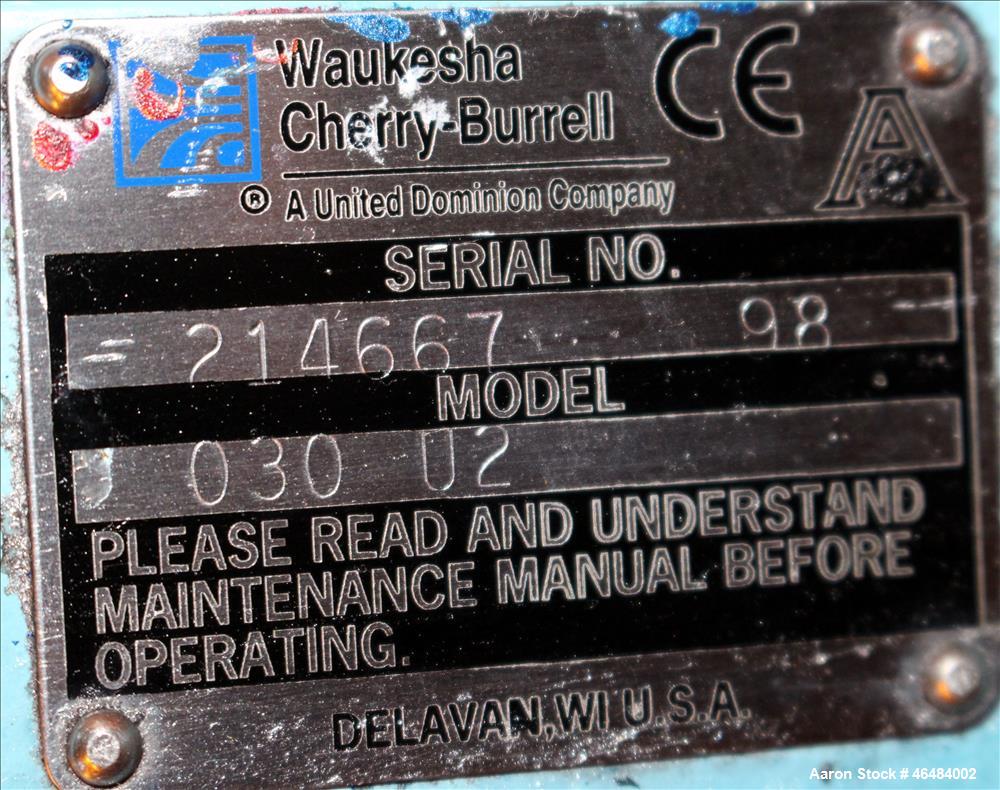 Waukesha
Cherry-Burrell
CE
® A United Dominion Company
SERIAL NO.
214667 98
MODEL
030 U2
PLEASE READ AND UNDERSTAND
MAINTENANCE MANUAL BEFORE
OPERATING.
DELAVAN, WI U.S.A.
Aaron Stock # 46484002